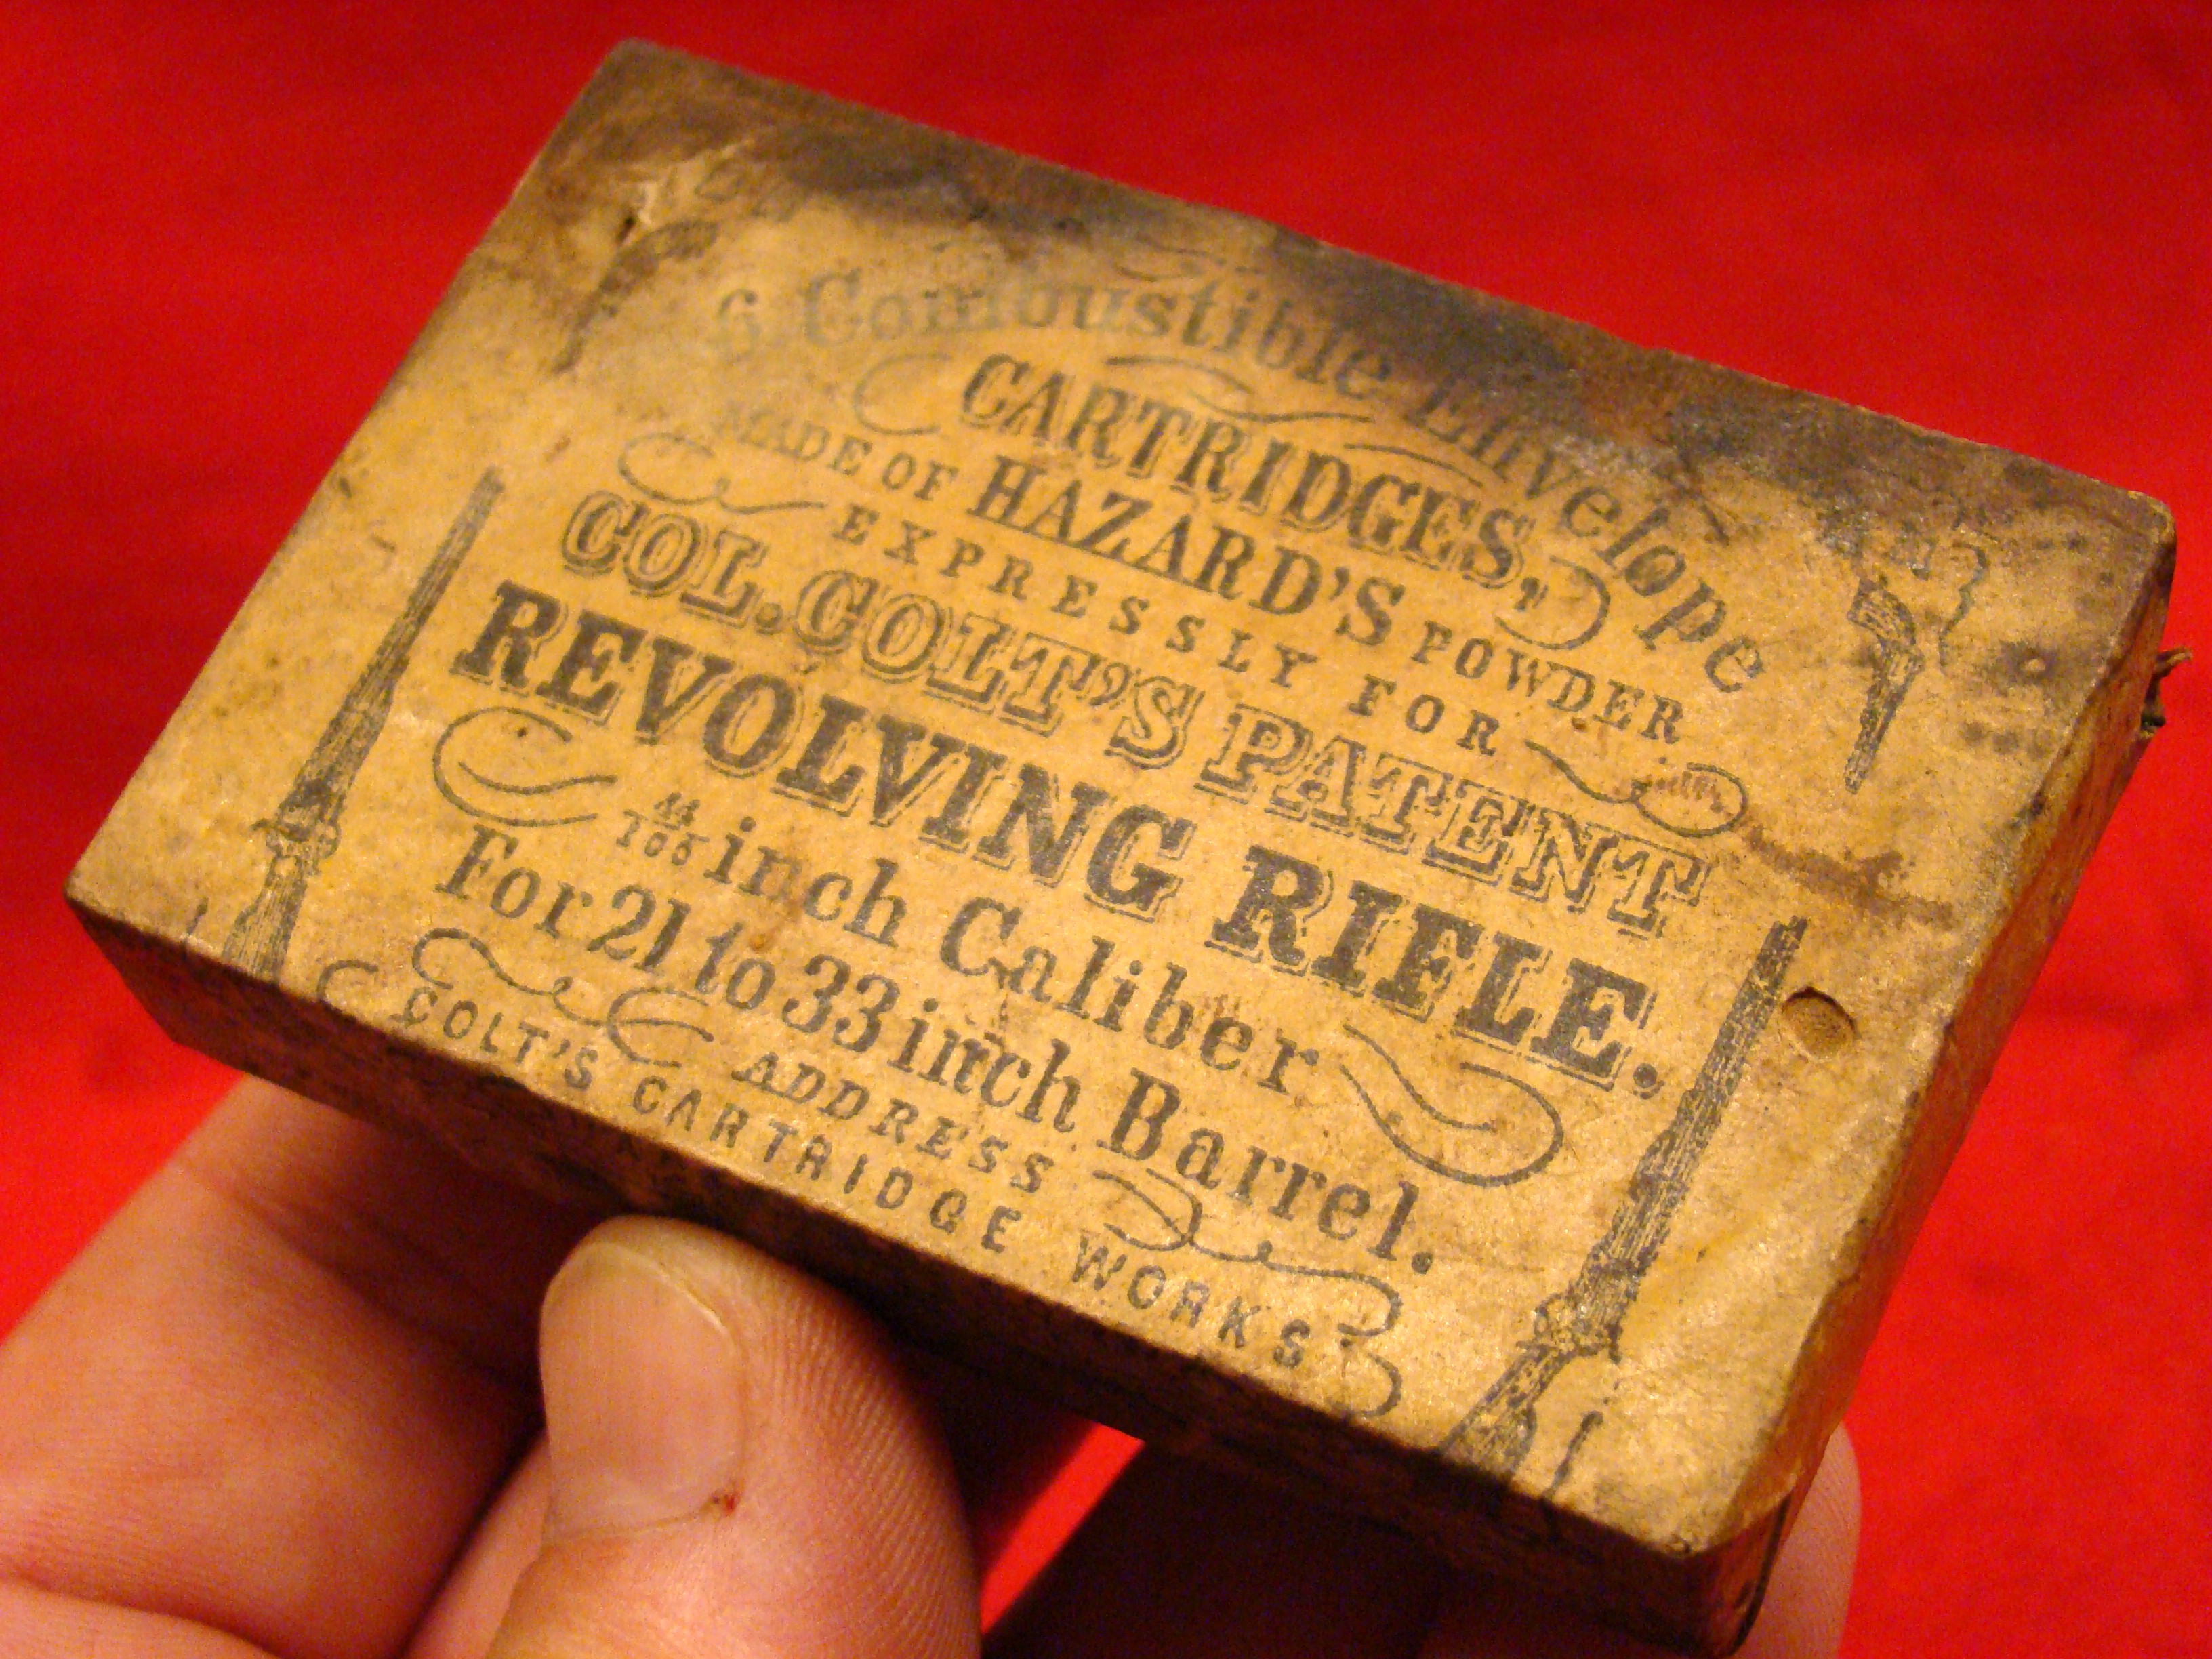 6 Combustible Envelope
CARTRIDGES,
MADE OF HAZARD'S POWDER
EXPRESSLY FOR
COL. COLT'S PATENT
REVOLVING RIFLE.
44/100 inch Caliber
For 21 to 33 inch Barrel.
ADDRESS
COLT'S CARTRIDGE WORKS